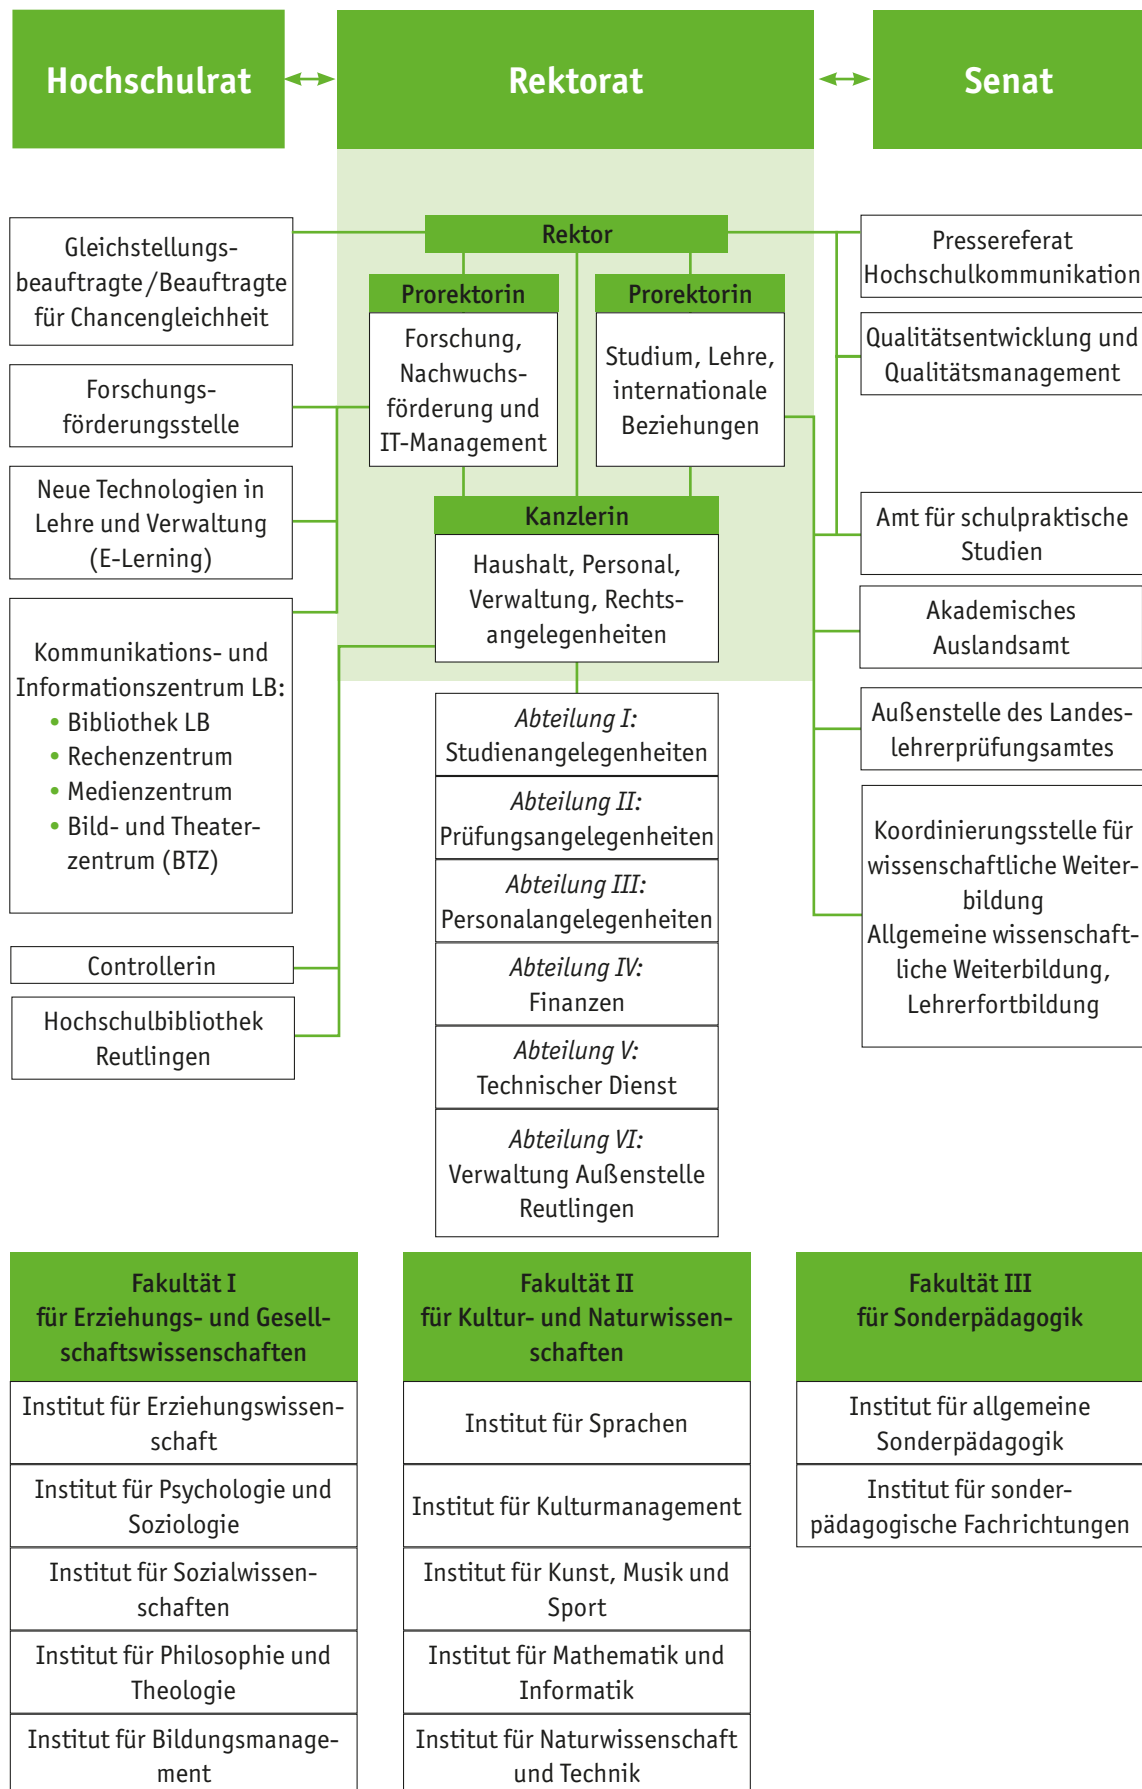 Hochschulrat
Rektorat
Senat
Rektor
Gleichstellungs-
beauftragte/Beauftragte
für Chancengleichheit
Forschungs-
förderungsstelle
Neue Technologien in
Lehre und Verwaltung
(E-Lerning)
Kommunikations- und
Informationszentrum LB:
• Bibliothek LB
• Rechenzentrum
• Medienzentrum
• Bild- und Theater-
zentrum (BTZ)
Controllerin
Hochschulbibliothek
Reutlingen
Prorektorin
Forschung,
Nachwuchs-
förderung und
IT-Management
Prorektorin
Studium, Lehre,
internationale
Beziehungen
Kanzlerin
Haushalt, Personal,
Verwaltung, Rechts-
angelegenheiten
Abteilung I:
Studienangelegenheiten
Abteilung II:
Prüfungsangelegenheiten
Abteilung III:
Personalangelegenheiten
Abteilung IV:
Finanzen
Abteilung V:
Technischer Dienst
Abteilung VI:
Verwaltung Außenstelle
Reutlingen
Pressereferat
Hochschulkommunikation
Qualitätsentwicklung und
Qualitätsmanagement
Amt für schulpraktische
Studien
Akademisches
Auslandsamt
Außenstelle des Landes-
lehrerprüfungsamtes
Koordinierungsstelle für
wissenschaftliche Weiter-
bildung
Allgemeine wissenschaft-
liche Weiterbildung,
Lehrerfortbildung
Fakultät I
für Erziehungs- und Gesell-
schaftswissenschaften
Institut für Erziehungswissen-
schaft
Institut für Psychologie und
Soziologie
Institut für Sozialwissen-
schaften
Institut für Philosophie und
Theologie
Institut für Bildungsmanage-
ment
Fakultät II
für Kultur- und Naturwissen-
schaften
Institut für Sprachen
Institut für Kulturmanagement
Institut für Kunst, Musik und
Sport
Institut für Mathematik und
Informatik
Institut für Naturwissenschaft
und Technik
Fakultät III
für Sonderpädagogik
Institut für allgemeine
Sonderpädagogik
Institut für sonder-
pädagogische Fachrichtungen